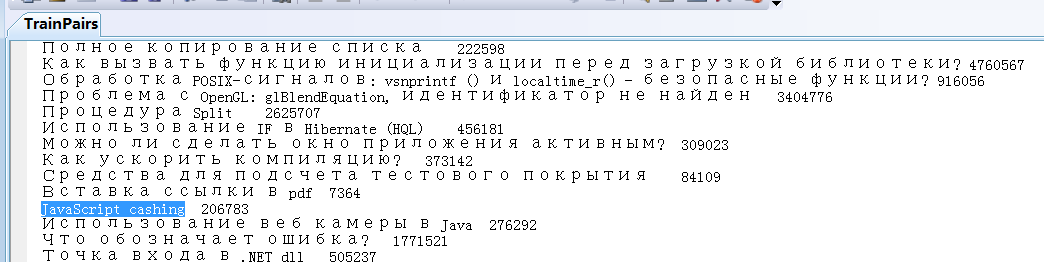 TrainPairs
Полное копирование списка 222598
Как вызвать функцию инициализации перед загрузкой библиотеки? 4760567
Обработка POSIX-сигналов: vsnprintf () и localtime_r() - безопасные функции? 916056
Проблема с OpenGL: glBlendEquation, идентификатор не найден 3404776
Процедура Split 2625707
Использование IF в Hibernate (HQL) 456181
Можно ли сделать окно приложения активным? 309023
Как ускорить компиляцию? 373142
Средства для подсчета тестового покрытия 84109
Вставка ссылки в pdf 7364
JavaScript cashing 206783
Использование веб камеры в Java 276292
Что обозначает ошибка? 1771521
Точка входа в .NET dll 505237